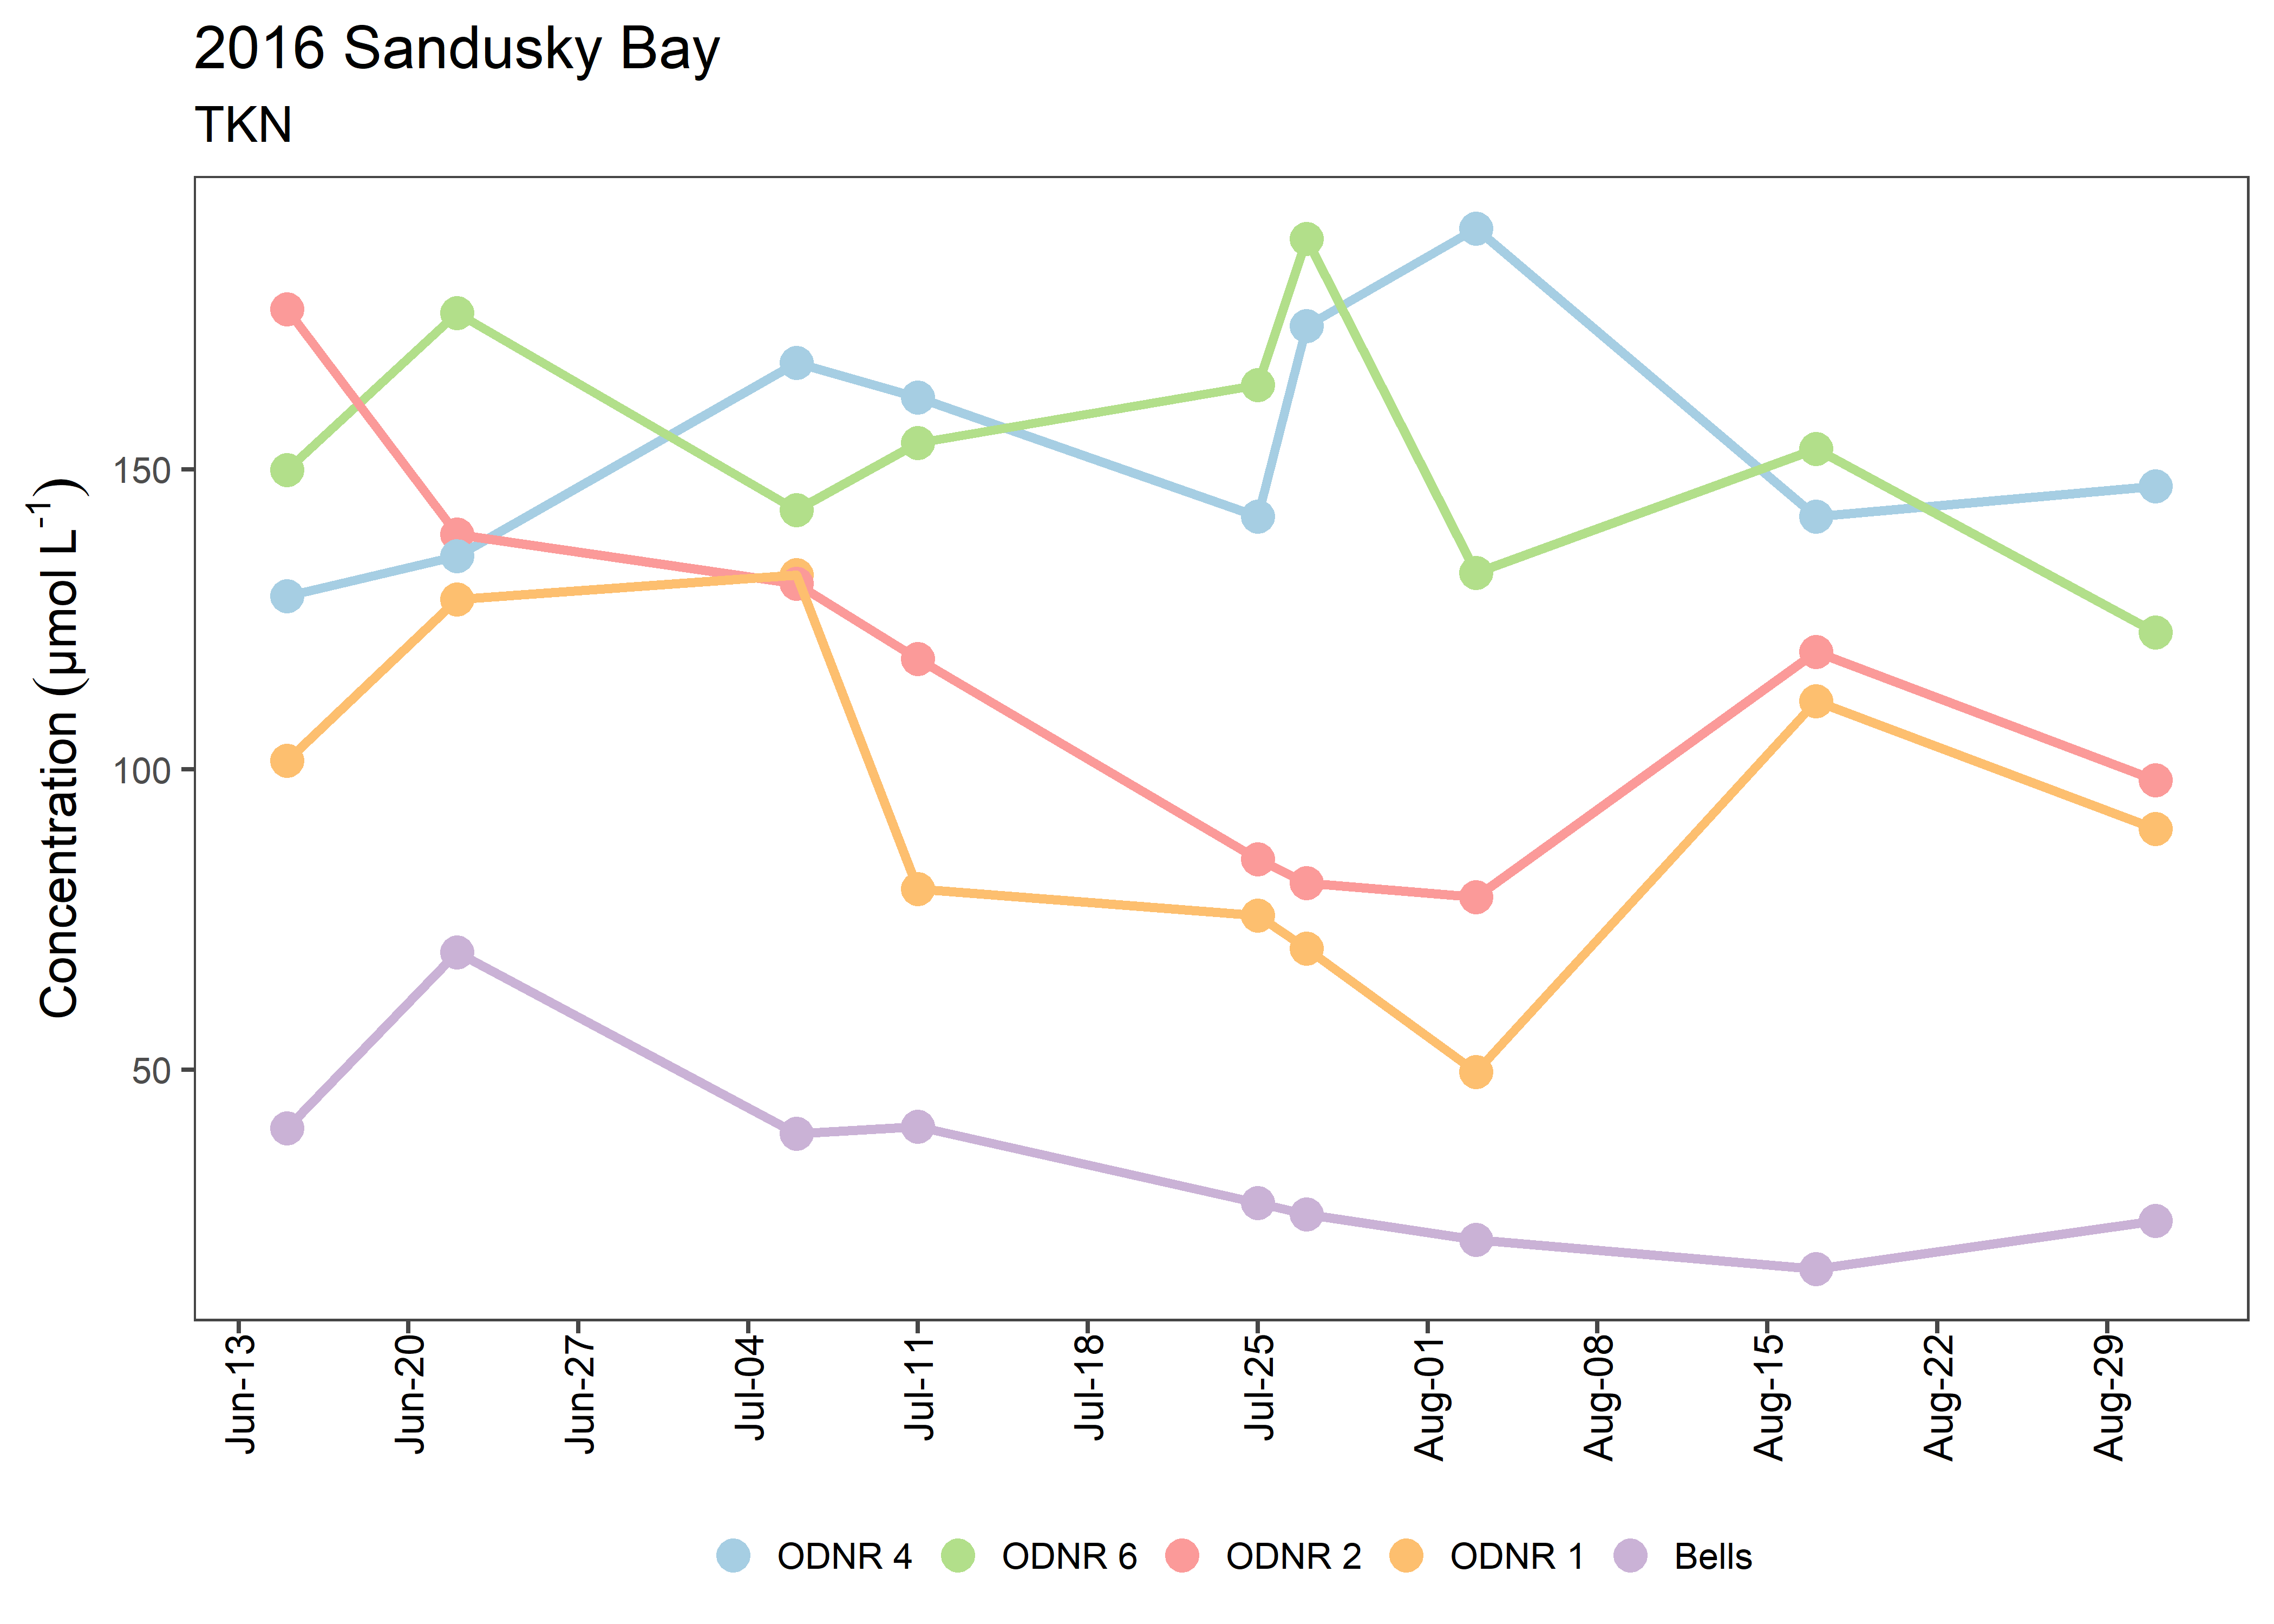 2016 Sandusky Bay
TKN
Concentration (µmol L⁻¹)
150
100
50
Jun-13
Jun-20
Jun-27
Jul-04
Jul-11
Jul-18
Jul-25
Aug-01
Aug-08
Aug-15
Aug-22
Aug-29
ODNR 4 ODNR 6 ODNR 2 ODNR 1 Bells